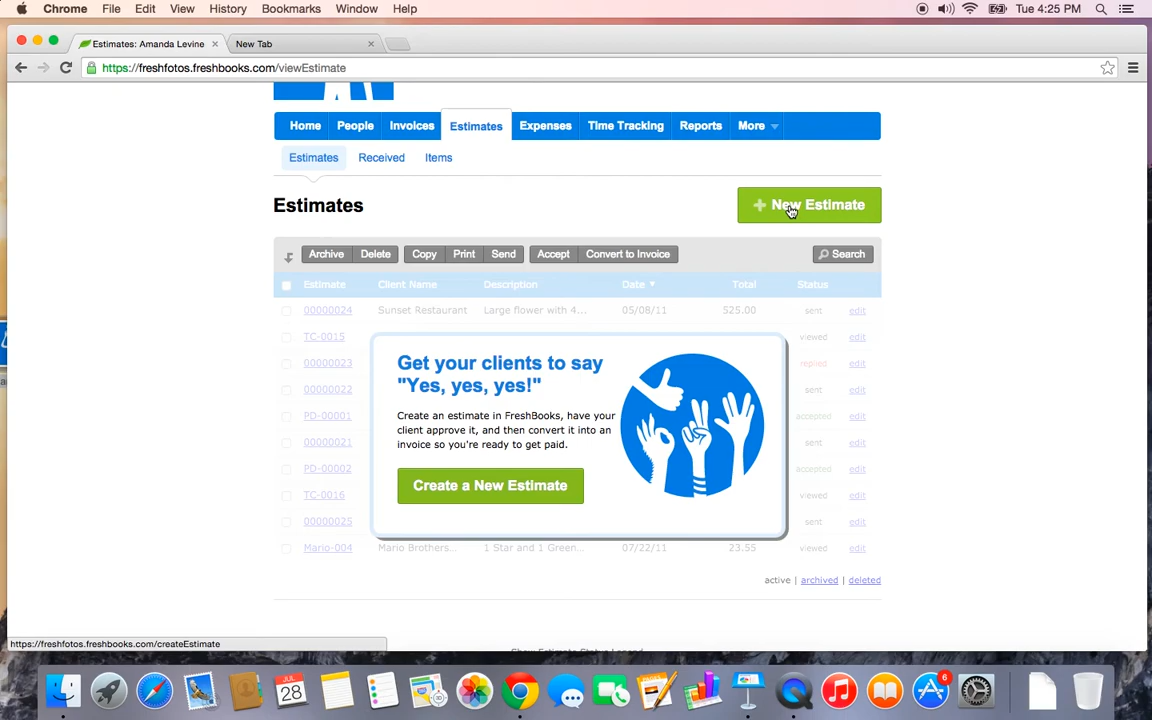 Chrome File Edit View History Bookmarks Window Help Tue 4:25 PM
Estimates: Amanda Levine × New Tab ×
https://freshfotos.freshbooks.com/viewEstimate
Home People Invoices Estimates Expenses Time Tracking Reports More
Estimates Received Items
Estimates
+ New Estimate
Archive Delete Copy Print Send Accept Convert to Invoice Search
Estimate Client Name Description Date Total Status
00000024 Sunset Restaurant Large flower with 4... 05/08/11 525.00 sent edit
TC-0015 viewed edit
00000023 replied edit
00000022 sent edit
PD-00001 accepted edit
00000021 sent edit
PD-00002 accepted edit
TC-0016 viewed edit
00000025 sent edit
Mario-004 Mario Brothers... 1 Star and 1 Green... 07/22/11 23.55 viewed edit
Get your clients to say
"Yes, yes, yes!"
Create an estimate in FreshBooks, have your
client approve it, and then convert it into an
invoice so you're ready to get paid.
Create a New Estimate
active | archived | deleted
Show Estimate Status Legend
https://freshfotos.freshbooks.com/createEstimate
JUL
28
6